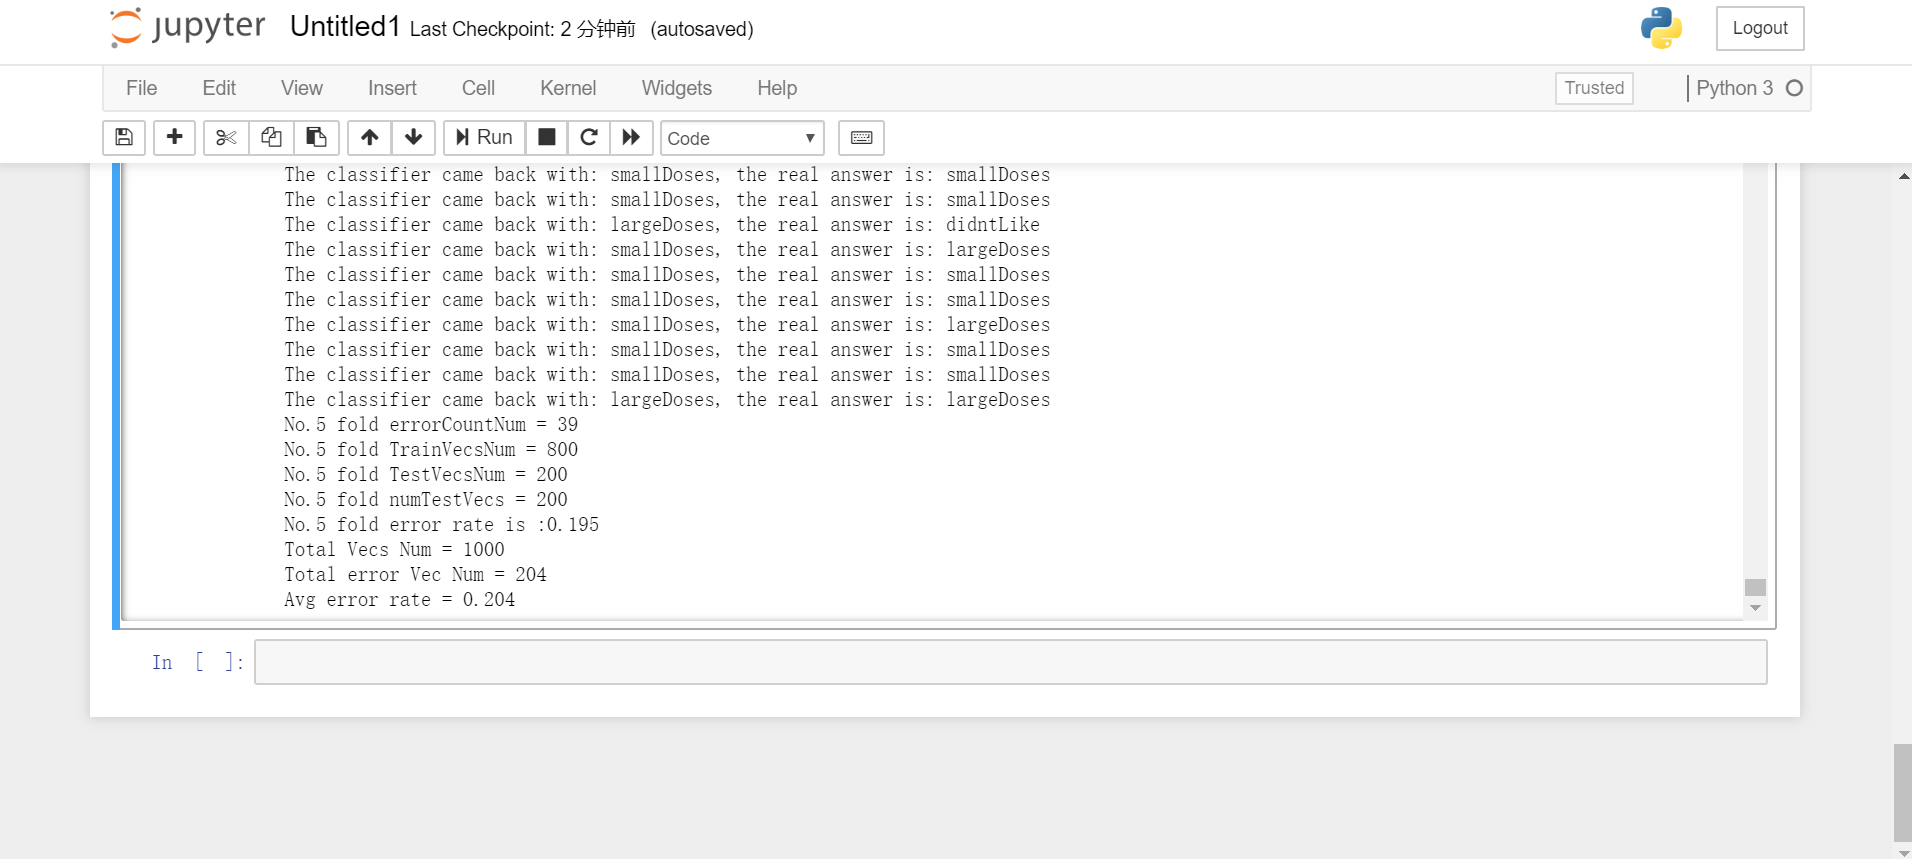 jupyter Untitled1 Last Checkpoint: 2 分钟前 (autosaved) Logout
File Edit View Insert Cell Kernel Widgets Help Trusted Python 3
Run Code
The classifier came back with: smallDoses, the real answer is: smallDoses
The classifier came back with: smallDoses, the real answer is: smallDoses
The classifier came back with: largeDoses, the real answer is: didntLike
The classifier came back with: smallDoses, the real answer is: largeDoses
The classifier came back with: smallDoses, the real answer is: smallDoses
The classifier came back with: smallDoses, the real answer is: smallDoses
The classifier came back with: smallDoses, the real answer is: largeDoses
The classifier came back with: smallDoses, the real answer is: smallDoses
The classifier came back with: smallDoses, the real answer is: smallDoses
The classifier came back with: largeDoses, the real answer is: largeDoses
No.5 fold errorCountNum = 39
No.5 fold TrainVecsNum = 800
No.5 fold TestVecsNum = 200
No.5 fold numTestVecs = 200
No.5 fold error rate is :0.195
Total Vecs Num = 1000
Total error Vec Num = 204
Avg error rate = 0.204
In [ ]: